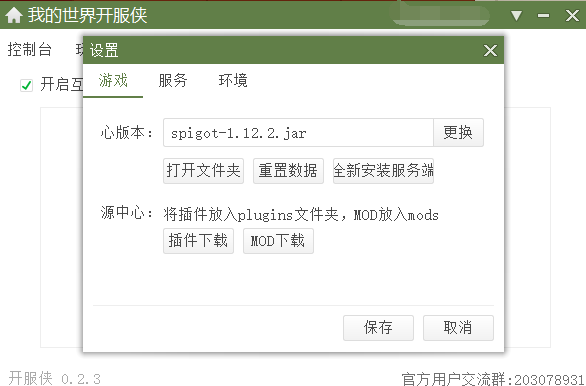 我的世界开服侠
控制台
设置
开启互
游戏 服务 环境
心版本： spigot-1.12.2.jar 更换
打开文件夹 重置数据 全新安装服务端
源中心： 将插件放入plugins文件夹，MOD放入mods
插件下载 MOD下载
保存 取消
开服侠 0.2.3 官方用户交流群:203078931